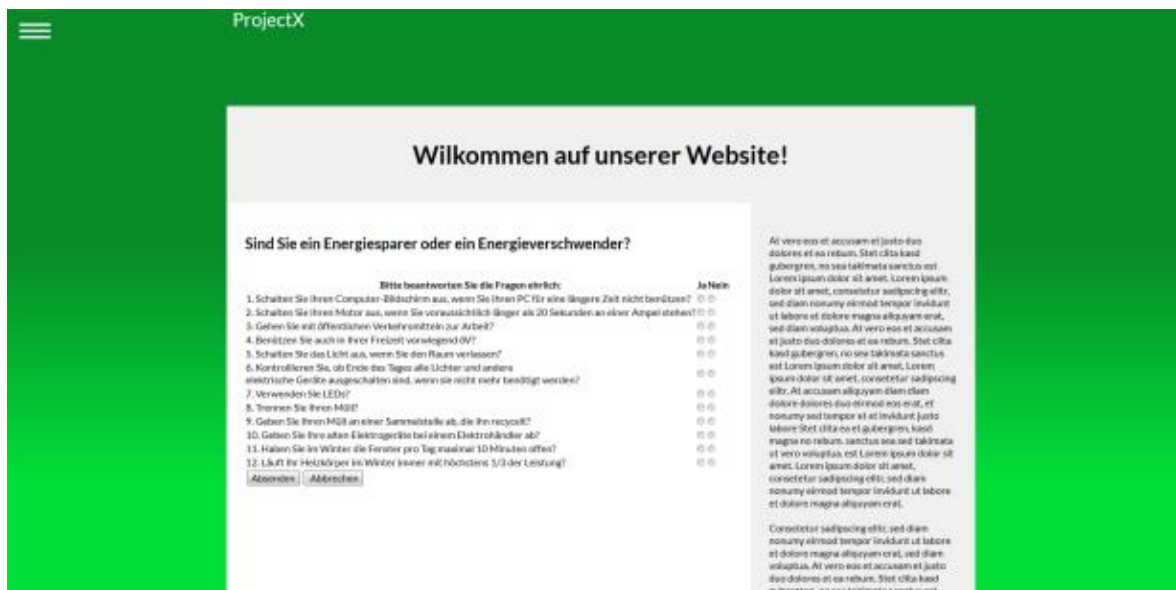 ProjectX
Wilkommen auf unserer Website!
Sind Sie ein Energiesparer oder ein Energieverschwender?
Bitte beantworten Sie die Fragen ehrlich: Ja Nein
1. Schalten Sie Ihren Computer-Bildschirm aus, wenn Sie Ihren PC für eine längere Zeit nicht benützen?
2. Schalten Sie Ihren Motor aus, wenn Sie voraussichtlich länger als 20 Sekunden an einer Ampel stehen?
3. Gehen Sie mit öffentlichen Verkehrsmitteln zur Arbeit?
4. Benützen Sie auch in Ihrer Freizeit vorwiegend öV?
5. Schalten Sie das Licht aus, wenn Sie den Raum verlassen?
6. Kontrollieren Sie, ob Ende des Tages alle Lichter und andere
elektrische Geräte ausgeschalten sind, wenn sie nicht mehr benötigt werden?
7. Verwenden Sie LEDs?
8. Trennen Sie Ihren Müll?
9. Geben Sie Ihren Müll an einer Sammelstelle ab, die ihn recycelt?
10. Geben Sie Ihre alten Elektrogeräte bei einem Elektrohändler ab?
11. Haben Sie im Winter die Fenster pro Tag maximal 10 Minuten offen?
12. Läuft Ihr Heizkörper im Winter immer mit höchstens 1/3 der Leistung?
Absenden Abbrechen
At vero eos et accusam et justo duo
dolores et ea rebum. Stet clita kasd
gubergren, no sea takimata sanctus est
Lorem ipsum dolor sit amet. Lorem ipsum
dolor sit amet, consetetur sadipscing elitr,
sed diam nonumy eirmod tempor invidunt
ut labore et dolore magna aliquyam erat,
sed diam voluptua. At vero eos et accusam
et justo duo dolores et ea rebum. Stet clita
kasd gubergren, no sea takimata sanctus
est Lorem ipsum dolor sit amet. Lorem
ipsum dolor sit amet, consetetur sadipscing
elitr. At accusam aliquyam diam diam
dolore dolores duo eirmod eos erat, et
nonumy sed tempor et et invidunt justo
labore Stet clita ea et gubergren, kasd
magna no rebum. sanctus sea sed takimata
ut vero voluptua. est Lorem ipsum dolor sit
amet. Lorem ipsum dolor sit amet,
consetetur sadipscing elitr, sed diam
nonumy eirmod tempor invidunt ut labore
et dolore magna aliquyam erat.
Consetetur sadipscing elitr, sed diam
nonumy eirmod tempor invidunt ut labore
et dolore magna aliquyam erat, sed diam
voluptua. At vero eos et accusam et justo
duo dolores et ea rebum. Stet clita kasd